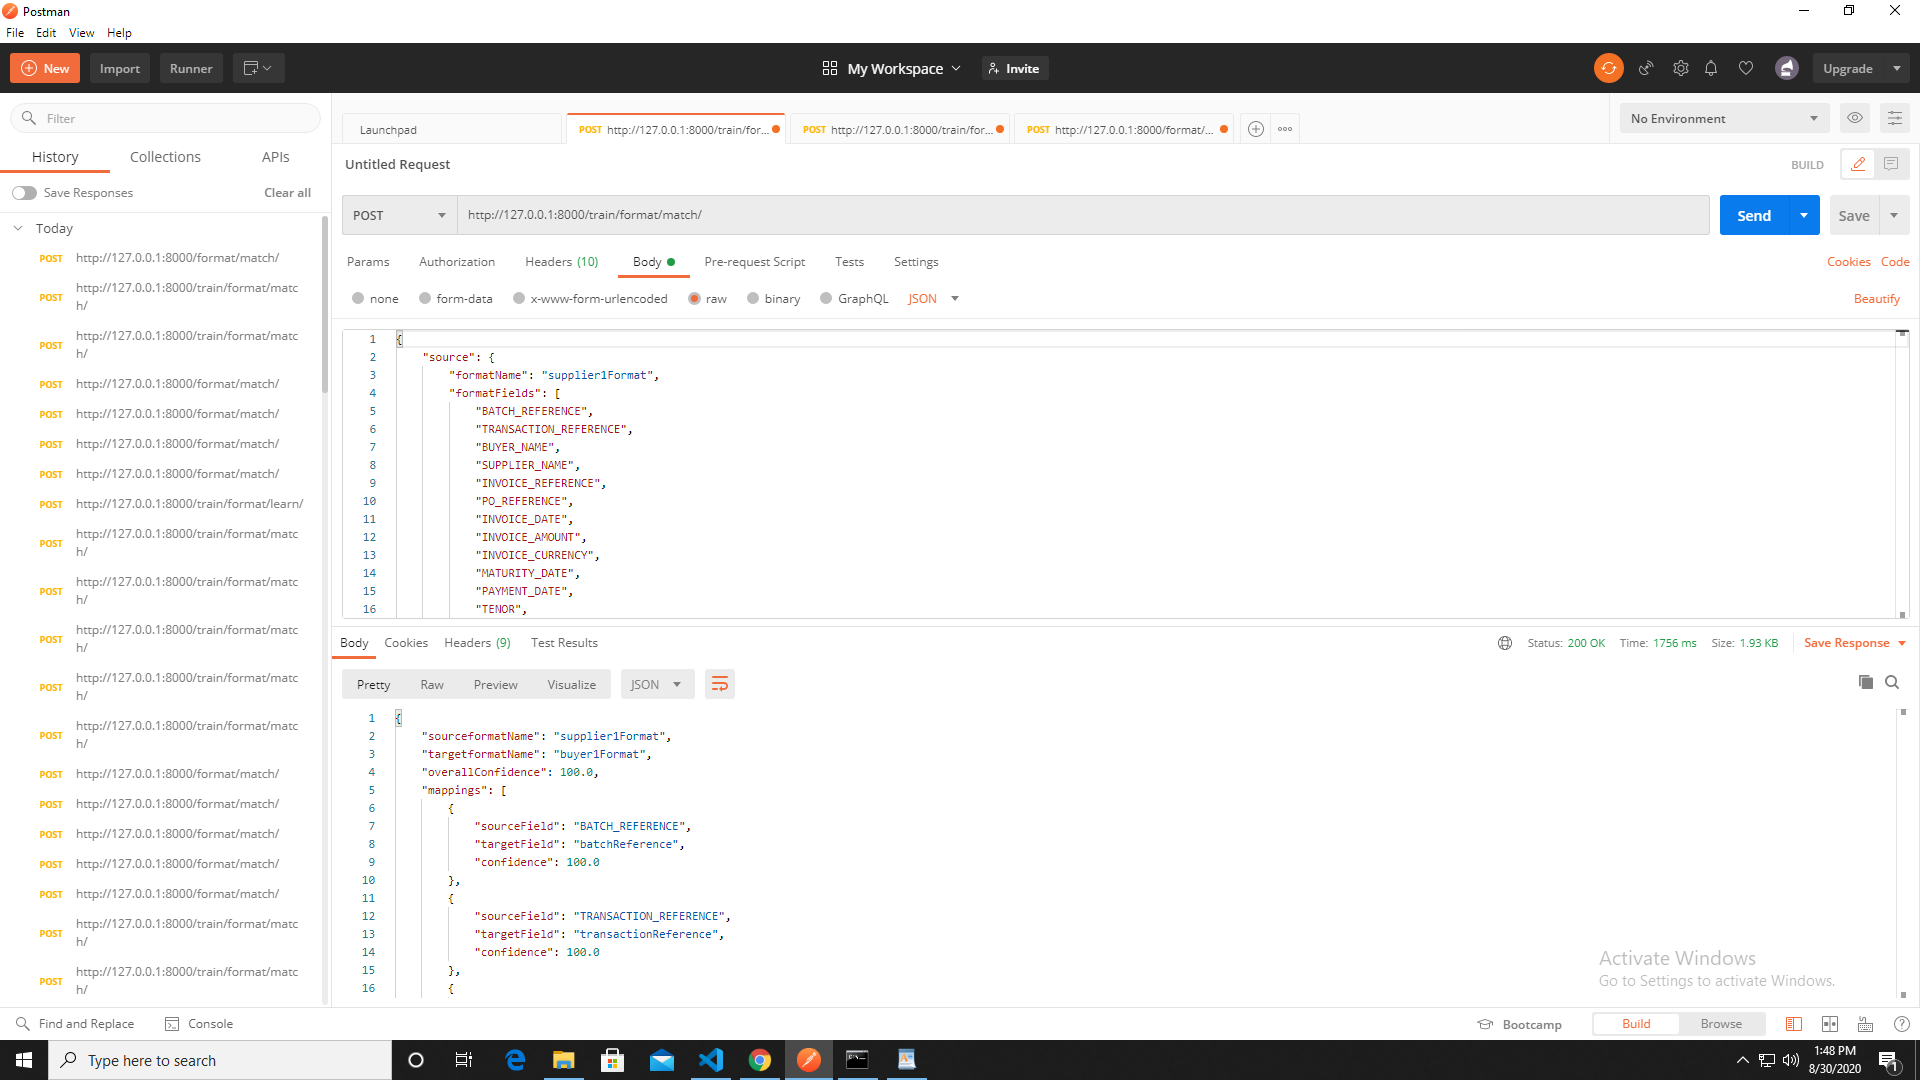 Postman
File Edit View Help
New Import Runner My Workspace Invite Upgrade
Filter
History Collections APIs
Save Responses Clear all
Today
POST http://127.0.0.1:8000/format/match/
POST http://127.0.0.1:8000/train/format/matc
h/
POST http://127.0.0.1:8000/train/format/matc
h/
POST http://127.0.0.1:8000/format/match/
POST http://127.0.0.1:8000/format/match/
POST http://127.0.0.1:8000/format/match/
POST http://127.0.0.1:8000/format/match/
POST http://127.0.0.1:8000/train/format/learn/
POST http://127.0.0.1:8000/train/format/matc
h/
POST http://127.0.0.1:8000/train/format/matc
h/
POST http://127.0.0.1:8000/train/format/matc
h/
POST http://127.0.0.1:8000/train/format/matc
h/
POST http://127.0.0.1:8000/train/format/matc
h/
POST http://127.0.0.1:8000/format/match/
POST http://127.0.0.1:8000/format/match/
POST http://127.0.0.1:8000/format/match/
POST http://127.0.0.1:8000/format/match/
POST http://127.0.0.1:8000/format/match/
POST http://127.0.0.1:8000/train/format/matc
h/
POST http://127.0.0.1:8000/train/format/matc
h/
Launchpad POST http://127.0.0.1:8000/train/for... POST http://127.0.0.1:8000/train/for... POST http://127.0.0.1:8000/format/... No Environment
Untitled Request BUILD
POST http://127.0.0.1:8000/train/format/match/ Send Save
Params Authorization Headers (10) Body Pre-request Script Tests Settings Cookies Code
none form-data x-www-form-urlencoded raw binary GraphQL JSON Beautify
1 {
2 "source": {
3 "formatName": "supplier1Format",
4 "formatFields": [
5 "BATCH_REFERENCE",
6 "TRANSACTION_REFERENCE",
7 "BUYER_NAME",
8 "SUPPLIER_NAME",
9 "INVOICE_REFERENCE",
10 "PO_REFERENCE",
11 "INVOICE_DATE",
12 "INVOICE_AMOUNT",
13 "INVOICE_CURRENCY",
14 "MATURITY_DATE",
15 "PAYMENT_DATE",
16 "TENOR",
Body Cookies Headers (9) Test Results Status: 200 OK Time: 1756 ms Size: 1.93 KB Save Response
Pretty Raw Preview Visualize JSON
1 {
2 "sourceformatName": "supplier1Format",
3 "targetformatName": "buyer1Format",
4 "overallConfidence": 100.0,
5 "mappings": [
6 {
7 "sourceField": "BATCH_REFERENCE",
8 "targetField": "batchReference",
9 "confidence": 100.0
10 },
11 {
12 "sourceField": "TRANSACTION_REFERENCE",
13 "targetField": "transactionReference",
14 "confidence": 100.0
15 },
16 {
Activate Windows
Go to Settings to activate Windows.
Find and Replace Console Bootcamp Build Browse
Type here to search
1:48 PM
8/30/2020
1